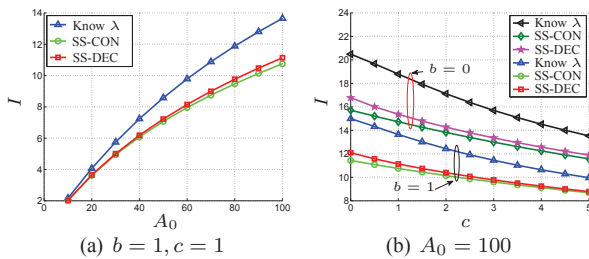 14
12
10
8
6
4
2
0
20
40
60
80
100
I
A0
Know λ
SS-CON
SS-DEC
(a) b = 1, c = 1
24
22
20
18
16
14
12
10
8
0
1
2
3
4
5
I
c
Know λ
SS-CON
SS-DEC
Know λ
SS-CON
SS-DEC
b = 0
b = 1
(b) A0 = 100